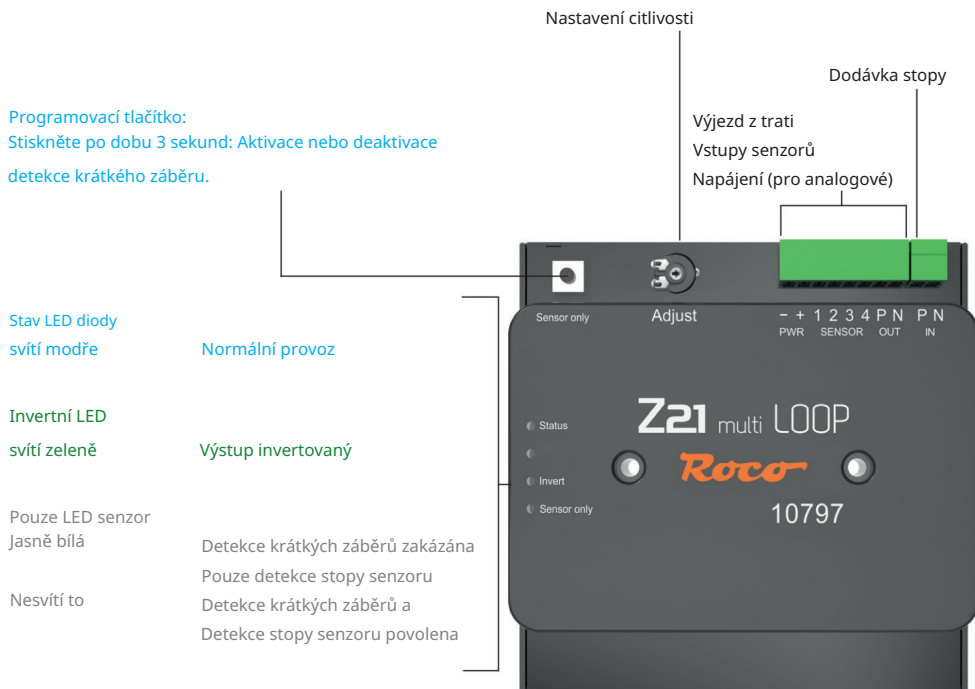 Nastavení citlivosti
Dodávka stopy
Programovací tlačítko:
Stiskněte po dobu 3 sekund: Aktivace nebo deaktivace
detekce krátkého záběru.
Výjezd z trati
Vstupy senzorů
Napájení (pro analogové)
Sensor only
Adjust
− + 1 2 3 4 P N P N
PWR SENSOR OUT IN
Stav LED diody
svítí modře Normální provoz
Invertní LED
svítí zeleně Výstup invertovaný
Pouze LED senzor
Jasně bílá Detekce krátkých záběrů zakázána
Pouze detekce stopy senzoru
Nesvítí to Detekce krátkých záběrů a
Detekce stopy senzoru povolena
Status
Invert
Sensor only
Z21 multi LOOP
Roco
10797